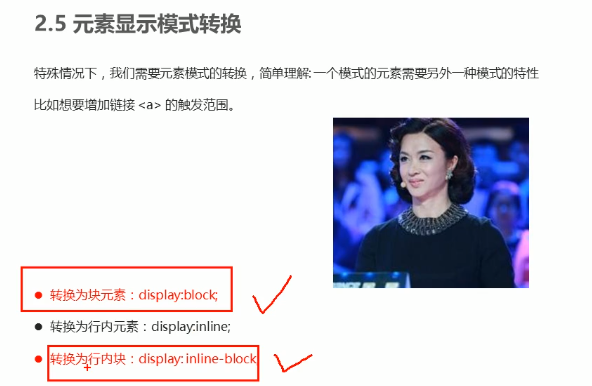 2.5 元素显示模式转换
特殊情况下，我们需要元素模式的转换，简单理解: 一个模式的元素需要另外一种模式的特性
比如想要增加链接 <a> 的触发范围。
● 转换为块元素：display:block;
● 转换为行内元素：display:inline;
● 转换为行内块：display: inline-block